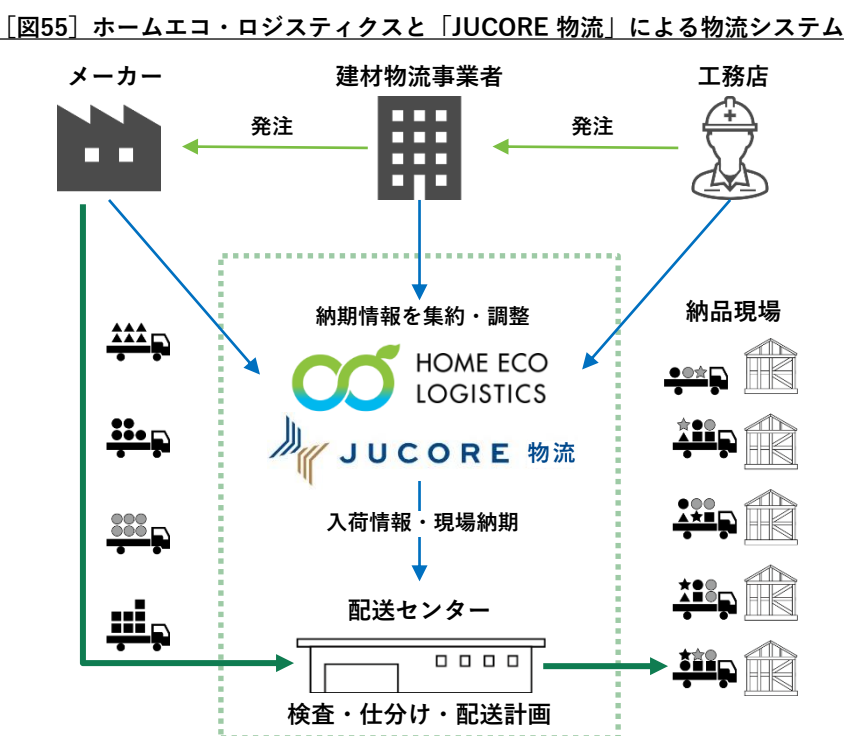 ［図55］ホームエコ・ロジスティクスと「JUCORE 物流」による物流システム
メーカー
建材物流事業者
工務店
発注
発注
納期情報を集約・調整
納品現場
HOME ECO
LOGISTICS
JUCORE 物流
入荷情報・現場納期
配送センター
検査・仕分け・配送計画